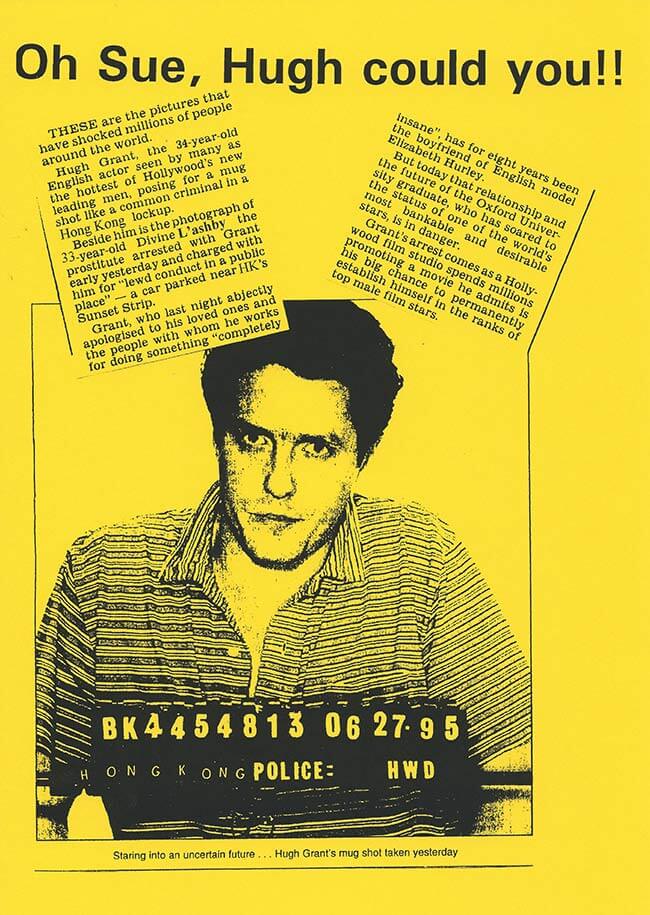 Oh Sue, Hugh could you!!
THESE are the pictures that
have shocked millions of people
around the world.
Hugh Grant, the 34-year-old
English actor seen by many as
the hottest of Hollywood's new
leading men, posing for a mug
shot like a common criminal in a
Hong Kong lockup.
Beside him is the photograph of
33-year-old Divine L'ashby the
prostitute arrested with Grant
early yesterday and charged with
him for "lewd conduct in a public
place" — a car parked near HK's
Sunset Strip.
Grant, who last night abjectly
apologised to his loved ones and
the people with whom he works
for doing something "completely
insane", has for eight years been
the boyfriend of English model
Elizabeth Hurley.
But today that relationship and
the future of the Oxford Univer-
sity graduate, who has soared to
the status of one of the world's
most bankable and desirable
stars, is in danger.
Grant's arrest comes as a Holly-
wood film studio spends millions
promoting a movie he admits is
his big chance to permanently
establish himself in the ranks of
top male film stars.
BK4454813 06 27·95
HONG KONG POLICE: HWD
Staring into an uncertain future . . . Hugh Grant's mug shot taken yesterday